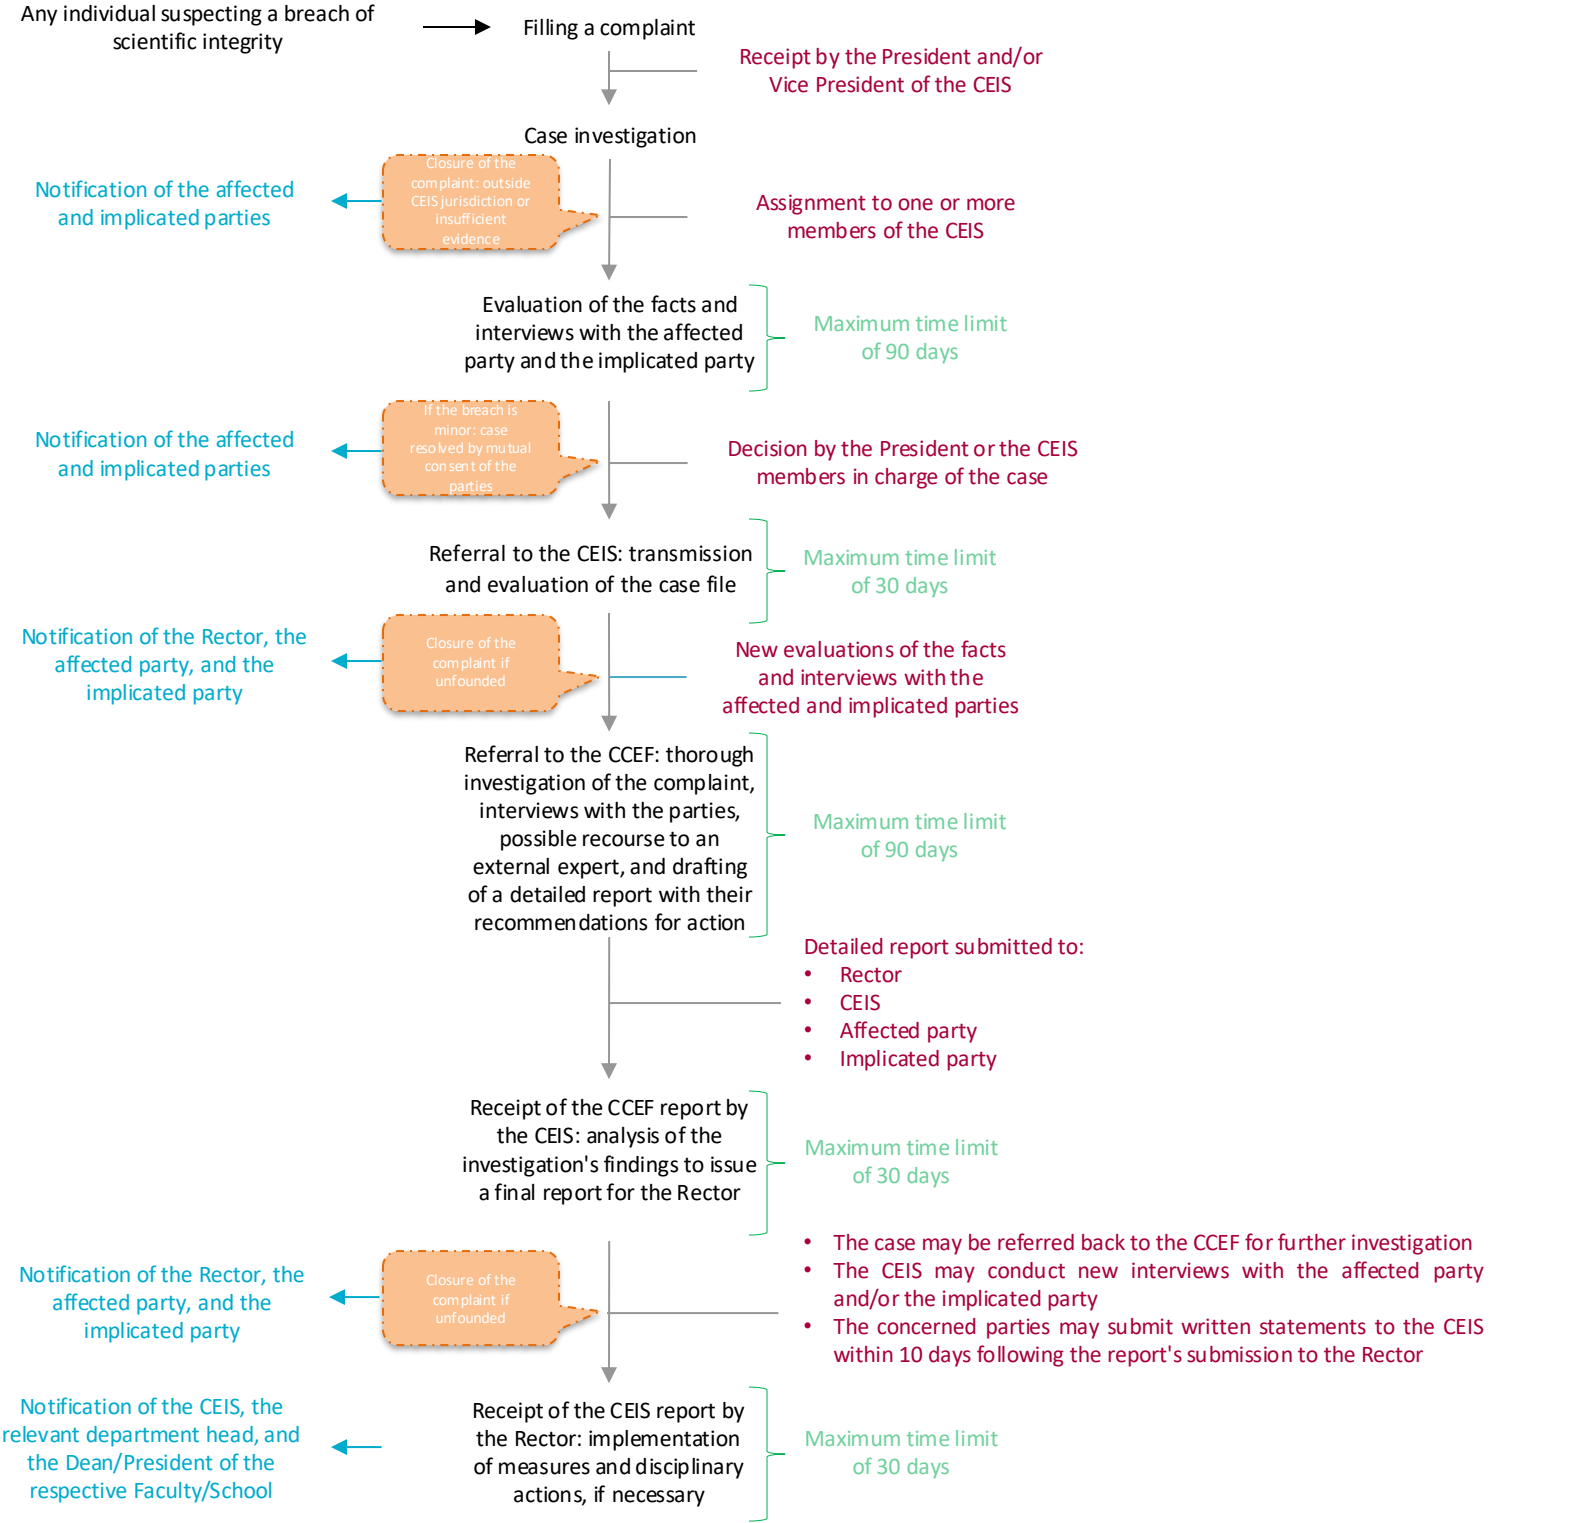 Any individual suspecting a breach of
scientific integrity
Filling a complaint
Receipt by the President and/or
Vice President of the CEIS
Case investigation
Closure of the
complaint: outside
CEIS jurisdiction or
insufficient
evidence
Notification of the affected
and implicated parties
Assignment to one or more
members of the CEIS
Evaluation of the facts and
interviews with the affected
party and the implicated party
Maximum time limit
of 90 days
If the breach is
minor: case
resolved by mutual
consent of the
parties
Notification of the affected
and implicated parties
Decision by the President or the CEIS
members in charge of the case
Referral to the CEIS: transmission
and evaluation of the case file
Maximum time limit
of 30 days
Closure of the
complaint if
unfounded
Notification of the Rector, the
affected party, and the
implicated party
New evaluations of the facts
and interviews with the
affected and implicated parties
Referral to the CCEF: thorough
investigation of the complaint,
interviews with the parties,
possible recourse to an
external expert, and drafting
of a detailed report with their
recommendations for action
Maximum time limit
of 90 days
Detailed report submitted to:
• Rector
• CEIS
• Affected party
• Implicated party
Receipt of the CCEF report by
the CEIS: analysis of the
investigation's findings to issue
a final report for the Rector
Maximum time limit
of 30 days
Closure of the
complaint if
unfounded
Notification of the Rector, the
affected party, and the
implicated party
• The case may be referred back to the CCEF for further investigation
• The CEIS may conduct new interviews with the affected party
and/or the implicated party
• The concerned parties may submit written statements to the CEIS
within 10 days following the report's submission to the Rector
Notification of the CEIS, the
relevant department head, and
the Dean/President of the
respective Faculty/School
Receipt of the CEIS report by
the Rector: implementation
of measures and disciplinary
actions, if necessary
Maximum time limit
of 30 days